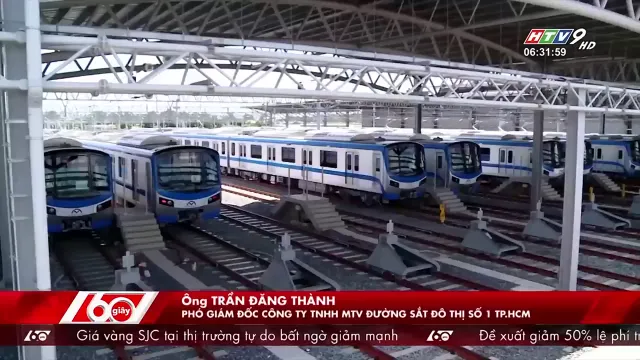 HTV9 HD
06:31:59
60 giây
Ông TRẦN ĐĂNG THÀNH
PHÓ GIÁM ĐỐC CÔNG TY TNHH MTV ĐƯỜNG SẮT ĐÔ THỊ SỐ 1 TP.HCM
60 Giá vàng SJC tại thị trường tự do bất ngờ giảm mạnh 60 Đề xuất giảm 50% lệ phí t